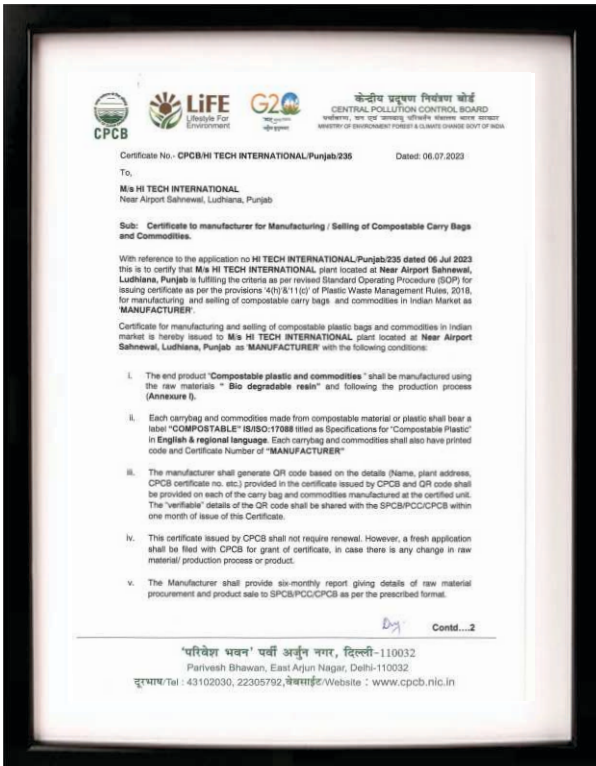 CPCB
LiFE
Lifestyle For
Environment
G20
केन्द्रीय प्रदूषण नियंत्रण बोर्ड
CENTRAL POLLUTION CONTROL BOARD
पर्यावरण, वन एवं जलवायु परिवर्तन मंत्रालय भारत सरकार
MINISTRY OF ENVIRONMENT FOREST & CLIMATE CHANGE GOVT OF INDIA
Certificate No.- CPCB/HI TECH INTERNATIONAL/Punjab/235 Dated: 06.07.2023
To,
M/s HI TECH INTERNATIONAL
Near Airport Sahnewal, Ludhiana, Punjab
Sub: Certificate to manufacturer for Manufacturing / Selling of Compostable Carry Bags
and Commodities.
With reference to the application no HI TECH INTERNATIONAL/Punjab/235 dated 06 Jul 2023
this is to certify that M/s HI TECH INTERNATIONAL plant located at Near Airport Sahnewal,
Ludhiana, Punjab is fulfilling the criteria as per revised Standard Operating Procedure (SOP) for
issuing certificate as per the provisions '4(h)'&'11(c)' of Plastic Waste Management Rules, 2018,
for manufacturing and selling of compostable carry bags and commodities in Indian Market as
'MANUFACTURER'.
Certificate for manufacturing and selling of compostable plastic bags and commodities in Indian
market is hereby issued to M/s HI TECH INTERNATIONAL plant located at Near Airport
Sahnewal, Ludhiana, Punjab as 'MANUFACTURER' with the following conditions:
i. The end product "Compostable plastic and commodities " shall be manufactured using
the raw materials " Bio degradable resin" and following the production process
(Annexure I).
ii. Each carrybag and commodities made from compostable material or plastic shall bear a
label "COMPOSTABLE" IS/ISO:17088 titled as Specifications for "Compostable Plastic"
in English & regional language. Each carrybag and commodities shall also have printed
code and Certificate Number of "MANUFACTURER"
iii. The manufacturer shall generate QR code based on the details (Name, plant address,
CPCB certificate no. etc.) provided in the certificate issued by CPCB and QR code shall
be provided on each of the carry bag and commodities manufactured at the certified unit.
The "verifiable" details of the QR code shall be shared with the SPCB/PCC/CPCB within
one month of issue of this Certificate.
iv. This certificate issued by CPCB shall not require renewal. However, a fresh application
shall be filed with CPCB for grant of certificate, in case there is any change in raw
material/ production process or product.
v. The Manufacturer shall provide six-monthly report giving details of raw material
procurement and product sale to SPCB/PCC/CPCB as per the prescribed format.
Contd....2
'परिवेश भवन' पूर्वी अर्जुन नगर, दिल्ली-110032
Parivesh Bhawan, East Arjun Nagar, Delhi-110032
दूरभाष/Tel : 43102030, 22305792,वेबसाईट/Website : www.cpcb.nic.in